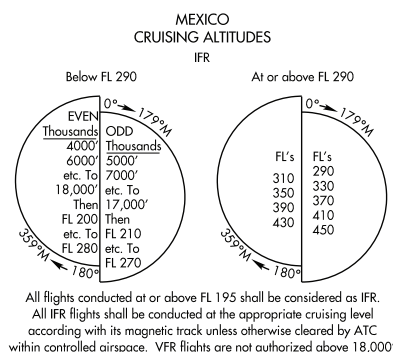 MEXICO
CRUISING ALTITUDES
IFR
Below FL 290
0°
179°M
EVEN
Thousands
4000'
6000'
etc. To
18,000'
Then
FL 200
etc. To
FL 280
ODD
Thousands
5000'
7000'
etc. To
17,000'
Then
FL 210
etc. To
FL 270
359°M
180°
At or above FL 290
0°
179°M
FL's
310
350
390
430
FL's
290
330
370
410
450
359°M
180°
All flights conducted at or above FL 195 shall be considered as IFR.
All IFR flights shall be conducted at the appropriate cruising level
according with its magnetic track unless otherwise cleared by ATC
within controlled airspace. VFR flights are not authorized above 18,000'